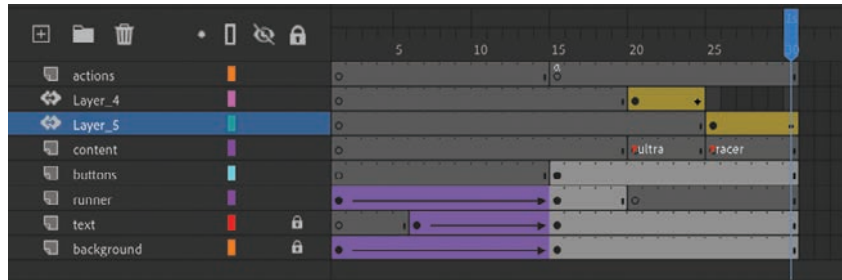 5 10 15 20 25 30
actions
Layer_4
Layer_5
content ultra racer
buttons
runner
text
background